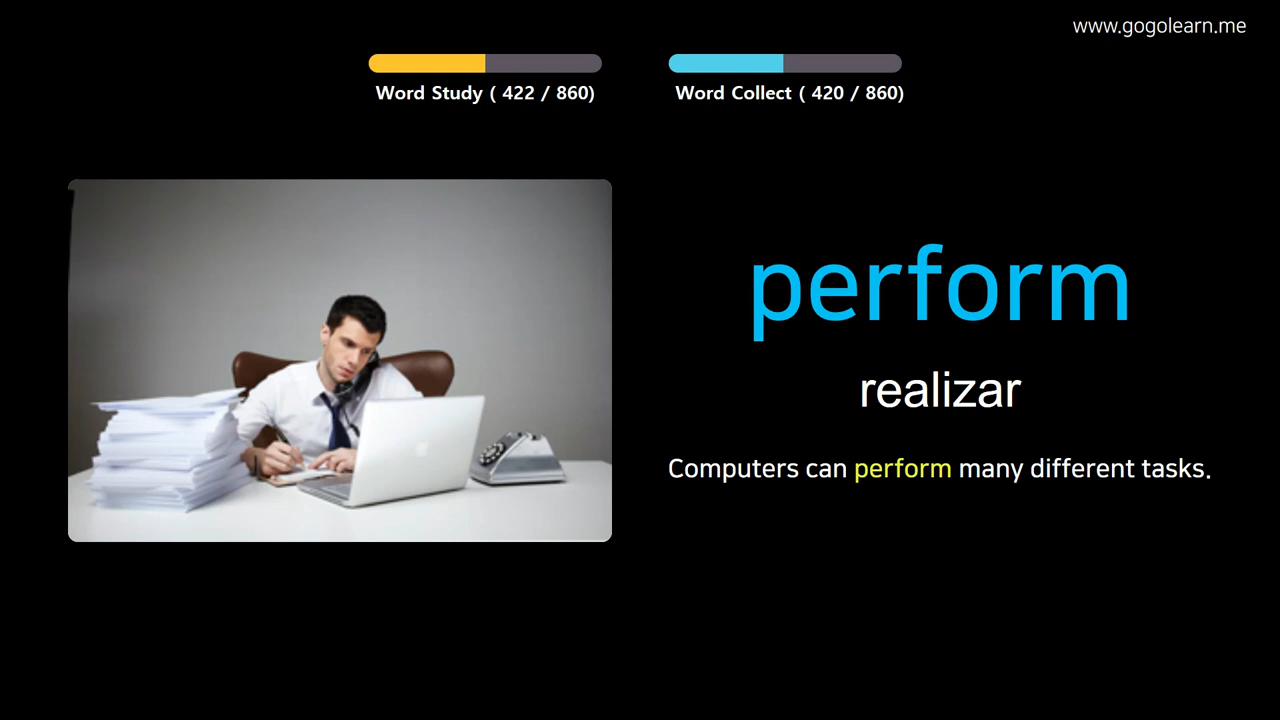 www.gogolearn.me
Word Study ( 422 / 860)
Word Collect ( 420 / 860)
perform
realizar
Computers can perform many different tasks.